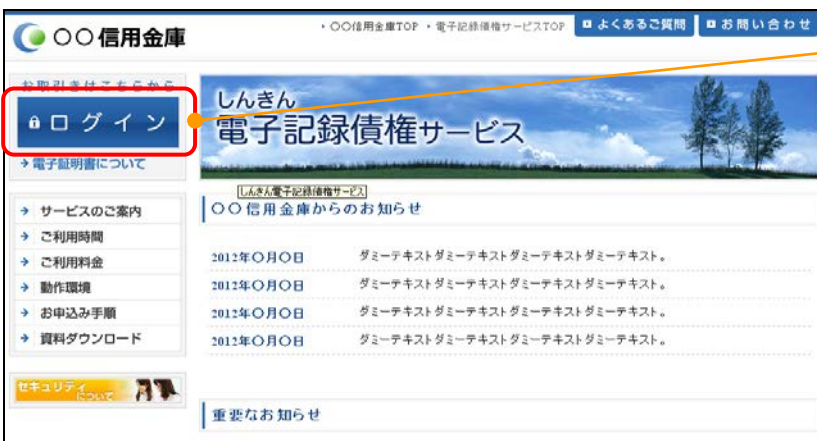 〇〇信用金庫
・〇〇信用金庫TOP ・電子記録債権サービスTOP
よくあるご質問
お問い合わせ
お取引きはこちらから
ログイン
電子証明書について
しんきん
電子記録債権サービス
しんきん電子記録債権サービス
サービスのご案内
ご利用時間
ご利用料金
動作環境
お申込み手順
資料ダウンロード
セキュリティ
について
〇〇信用金庫からのお知らせ
2012年〇月〇日 ダミーテキストダミーテキストダミーテキストダミーテキスト。
2012年〇月〇日 ダミーテキストダミーテキストダミーテキストダミーテキスト。
2012年〇月〇日 ダミーテキストダミーテキストダミーテキストダミーテキスト。
2012年〇月〇日 ダミーテキストダミーテキストダミーテキストダミーテキスト。
重要なお知らせ